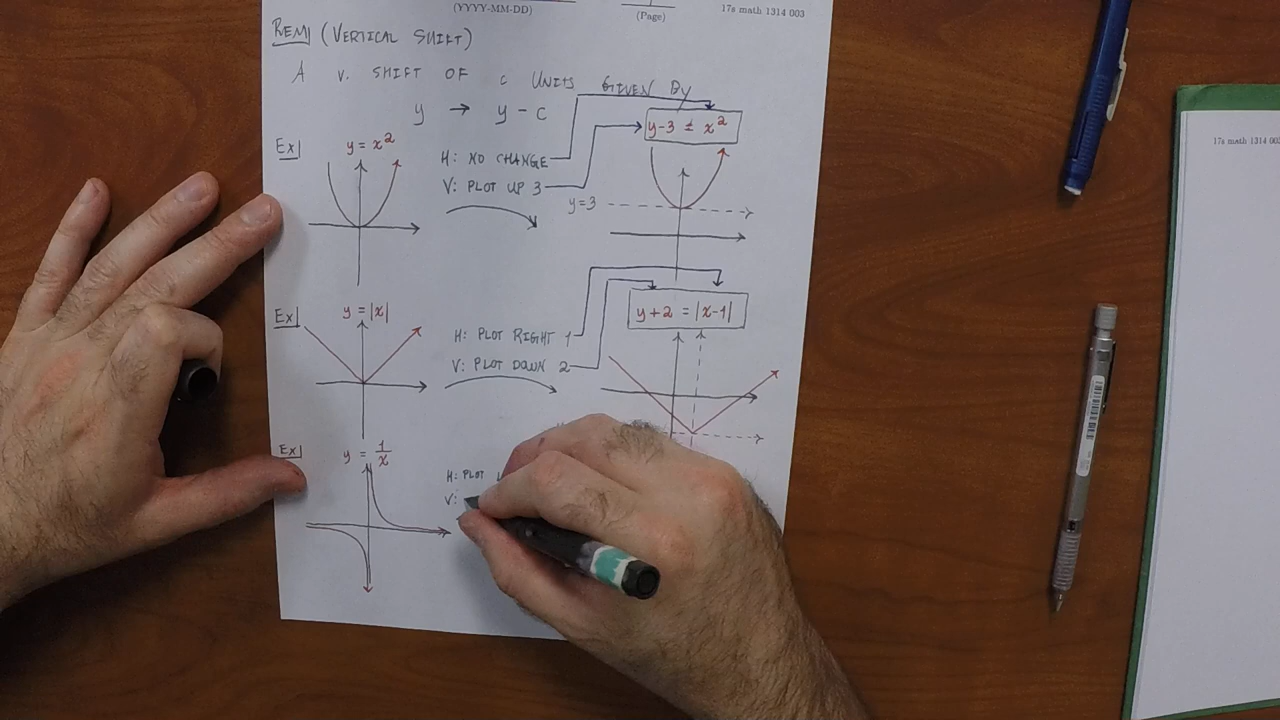 (YYYY-MM-DD)
(Page)
17s math 1314 003
REM (VERTICAL SHIFT)
A V. SHIFT OF c UNITS GIVEN BY
y → y - c
Ex
y = x²
H: NO CHANGE
V: PLOT UP 3
y-3 = x²
y=3
Ex
y = |x|
H: PLOT RIGHT 1
V: PLOT DOWN 2
y+2 = |x-1|
Ex
y = 1/x
H: PLOT
V:
17s math 1314 00